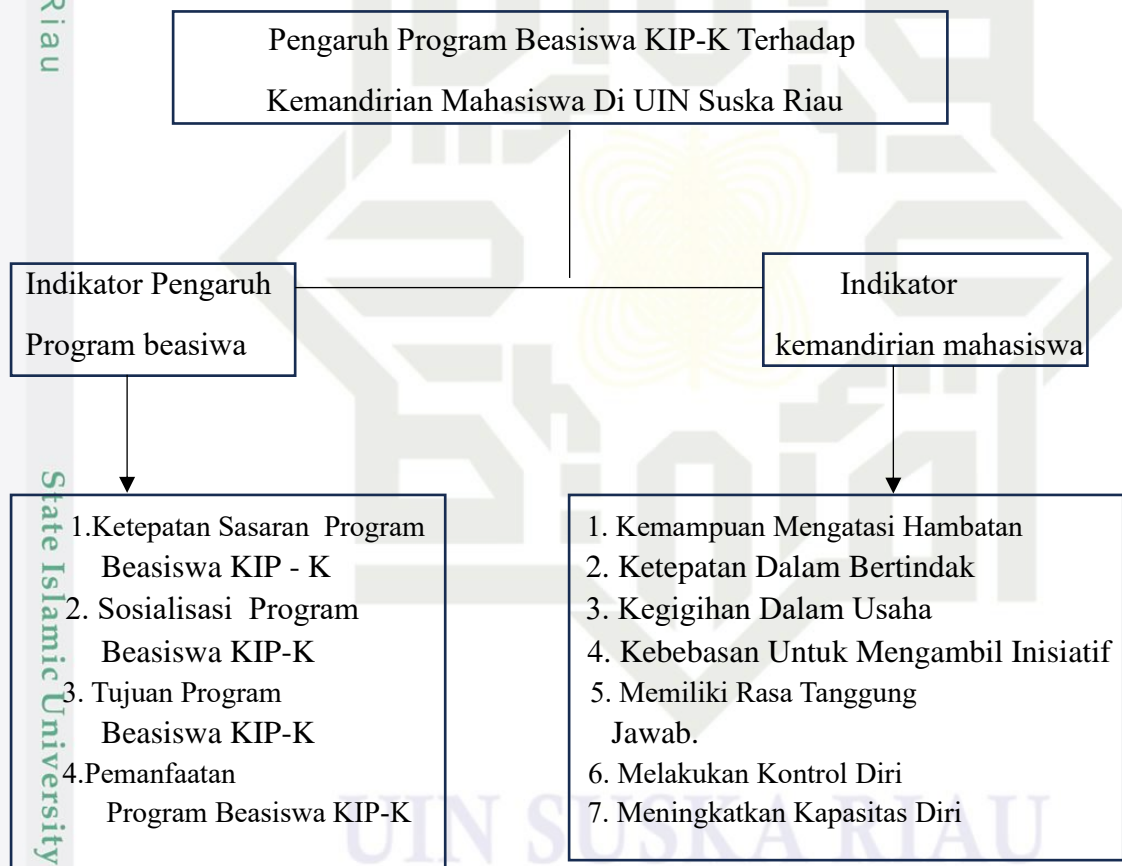 Riau
Pengaruh Program Beasiswa KIP-K Terhadap
Kemandirian Mahasiswa Di UIN Suska Riau
Indikator Pengaruh
Program beasiwa
Indikator
kemandirian mahasiswa
1.Ketepatan Sasaran Program
Beasiswa KIP - K
2. Sosialisasi Program
Beasiswa KIP-K
3. Tujuan Program
Beasiswa KIP-K
4.Pemanfaatan
Program Beasiswa KIP-K
1. Kemampuan Mengatasi Hambatan
2. Ketepatan Dalam Bertindak
3. Kegigihan Dalam Usaha
4. Kebebasan Untuk Mengambil Inisiatif
5. Memiliki Rasa Tanggung
Jawab.
6. Melakukan Kontrol Diri
7. Meningkatkan Kapasitas Diri
State Islamic University
UIN SUSKA RIAU